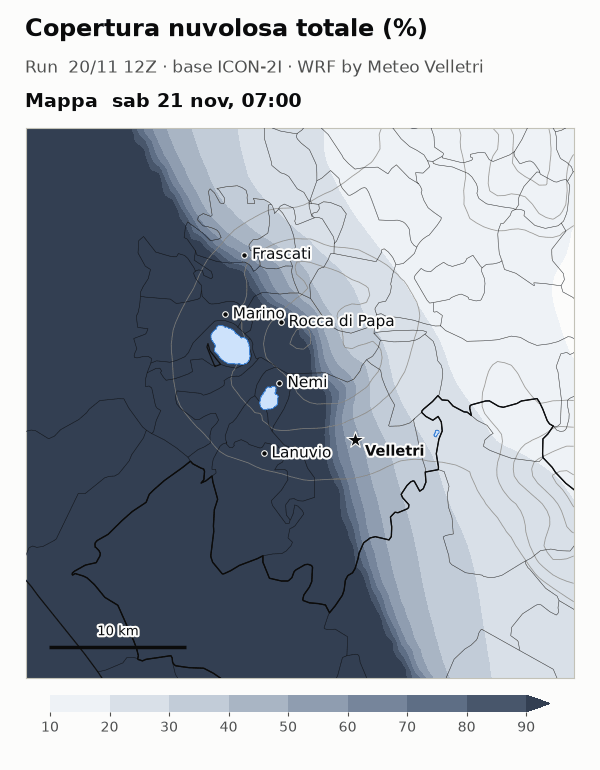 Copertura nuvolosa totale (%)
Run  20/11 12Z · base ICON-2I · WRF by Meteo Velletri
Mappa  sab 21 nov, 07:00
Frascati
Marino
Rocca di Papa
Nemi
Velletri
Lanuvio
10 km
10 20 30 40 50 60 70 80 90